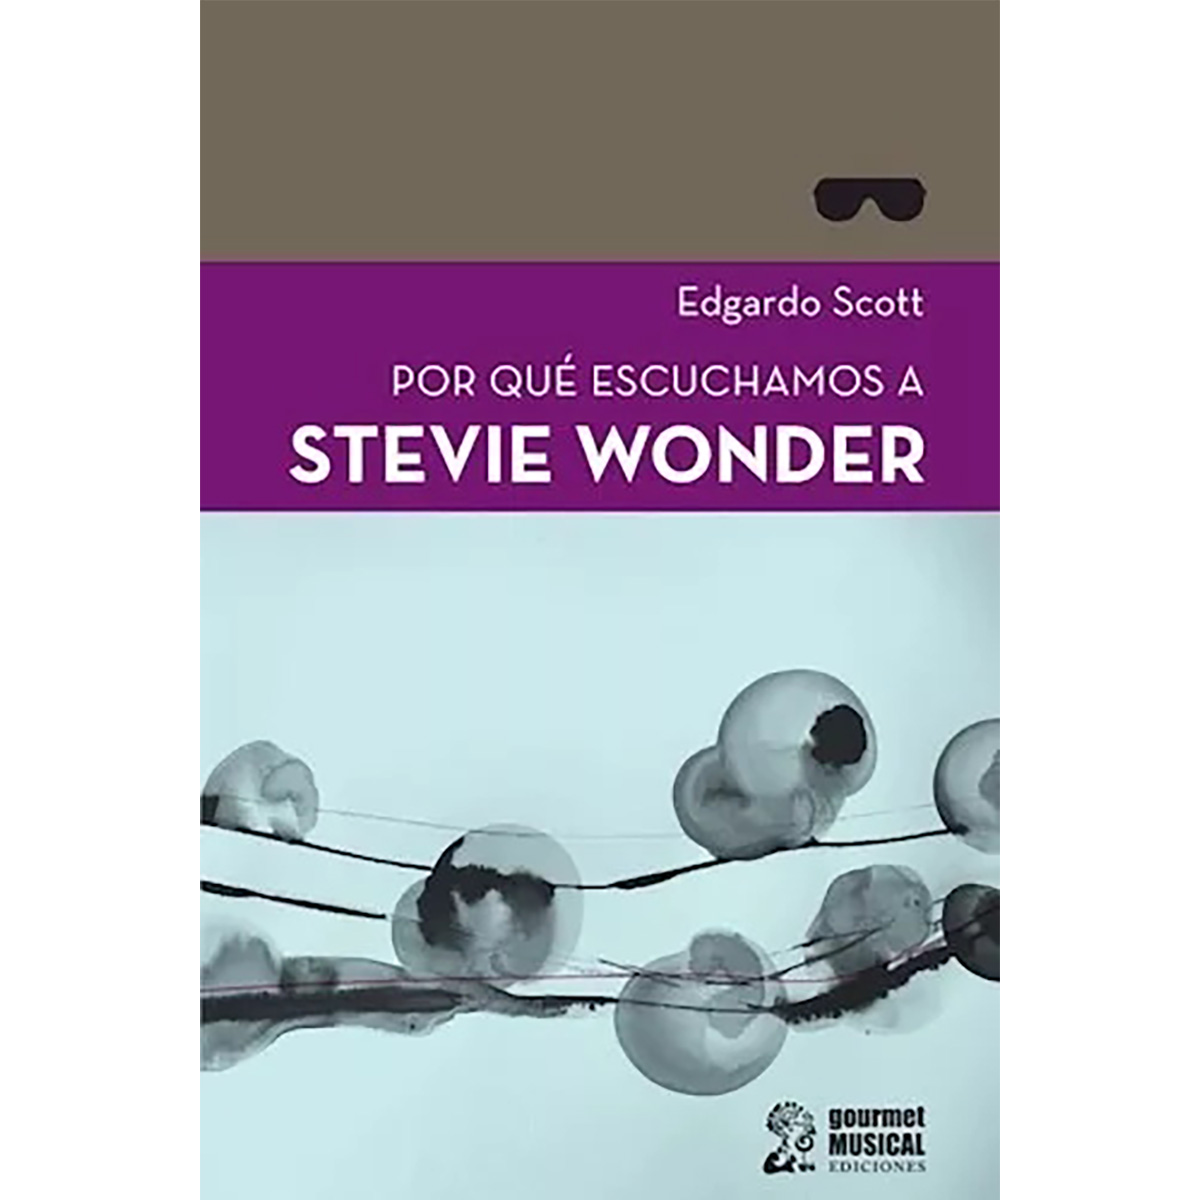 Edgardo Scott
POR QUÉ ESCUCHAMOS A
STEVIE WONDER
gourmet
MUSICAL
EDICIONES